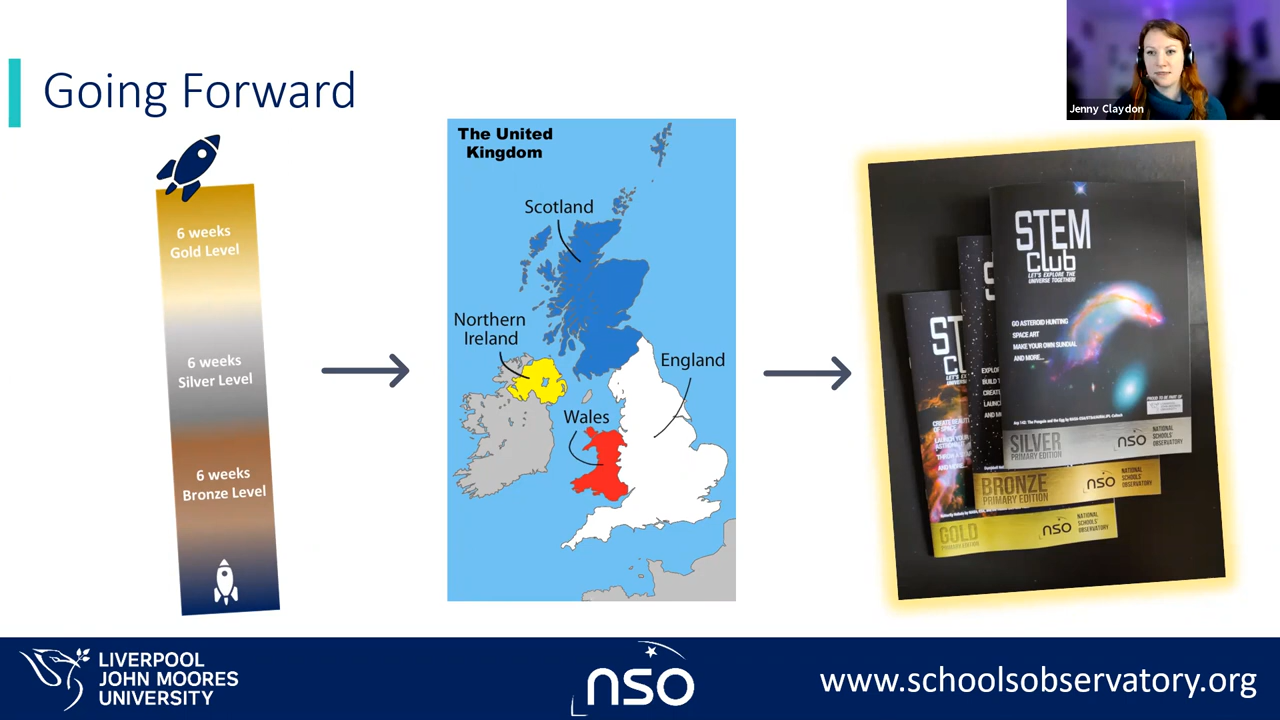 Going Forward
Jenny Claydon
6 weeks
Gold Level
6 weeks
Silver Level
6 weeks
Bronze Level
The United
Kingdom
Scotland
Northern
Ireland
England
Wales
STEM
Club
LET'S EXPLORE THE
UNIVERSE TOGETHER!
GO ASTEROID HUNTING
SPACE ART
MAKE YOUR OWN SUNDIAL
AND MORE...
SILVER
PRIMARY EDITION
nso
NATIONAL
SCHOOLS'
OBSERVATORY
BRONZE
PRIMARY EDITION
nso
NATIONAL
SCHOOLS'
OBSERVATORY
GOLD
PRIMARY EDITION
nso
NATIONAL
SCHOOLS'
OBSERVATORY
LIVERPOOL
JOHN MOORES
UNIVERSITY
nso
www.schoolsobservatory.org